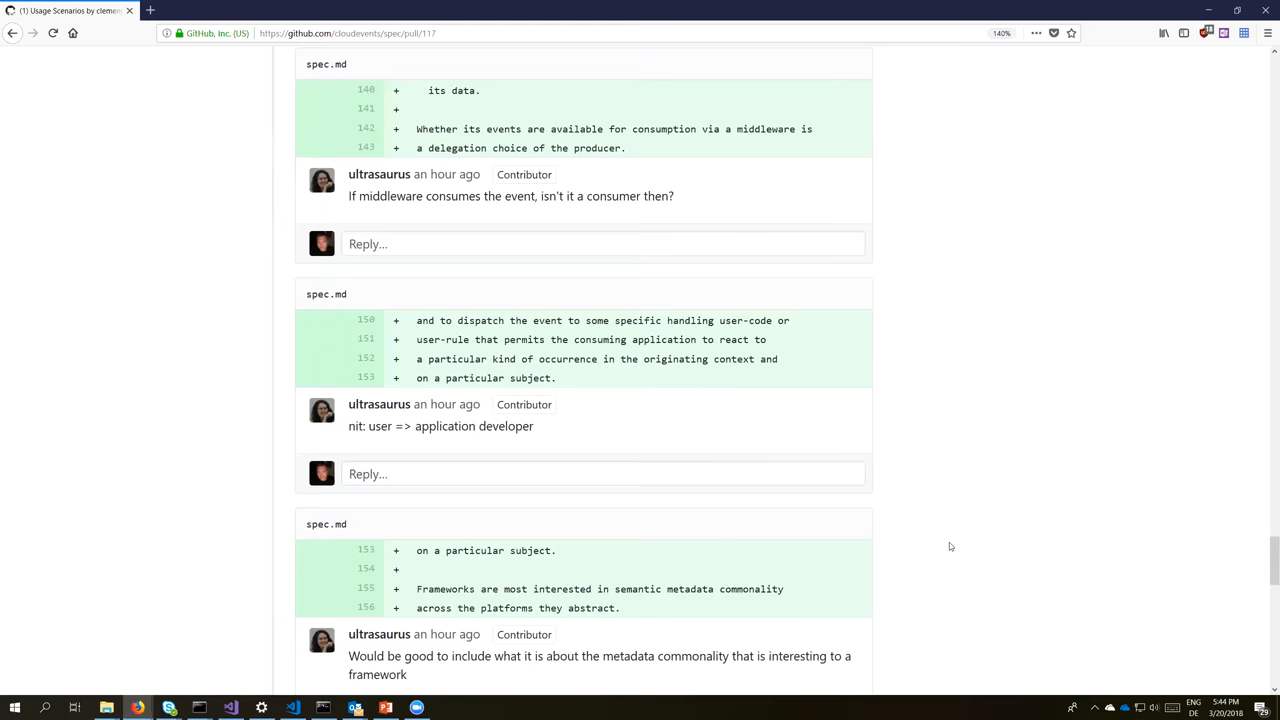 (1) Usage Scenarios by clemens
GitHub, Inc. (US)
https://github.com/cloudevents/spec/pull/117
140%
spec.md
140 + its data.
141 +
142 + Whether its events are available for consumption via a middleware is
143 + a delegation choice of the producer.
ultrasaurus an hour ago Contributor
If middleware consumes the event, isn't it a consumer then?
Reply...
spec.md
150 + and to dispatch the event to some specific handling user-code or
151 + user-rule that permits the consuming application to react to
152 + a particular kind of occurrence in the originating context and
153 + on a particular subject.
ultrasaurus an hour ago Contributor
nit: user => application developer
Reply...
spec.md
153 + on a particular subject.
154 +
155 + Frameworks are most interested in semantic metadata commonality
156 + across the platforms they abstract.
ultrasaurus an hour ago Contributor
Would be good to include what it is about the metadata commonality that is interesting to a
framework
ENG
DE
5:44 PM
3/20/2018
29